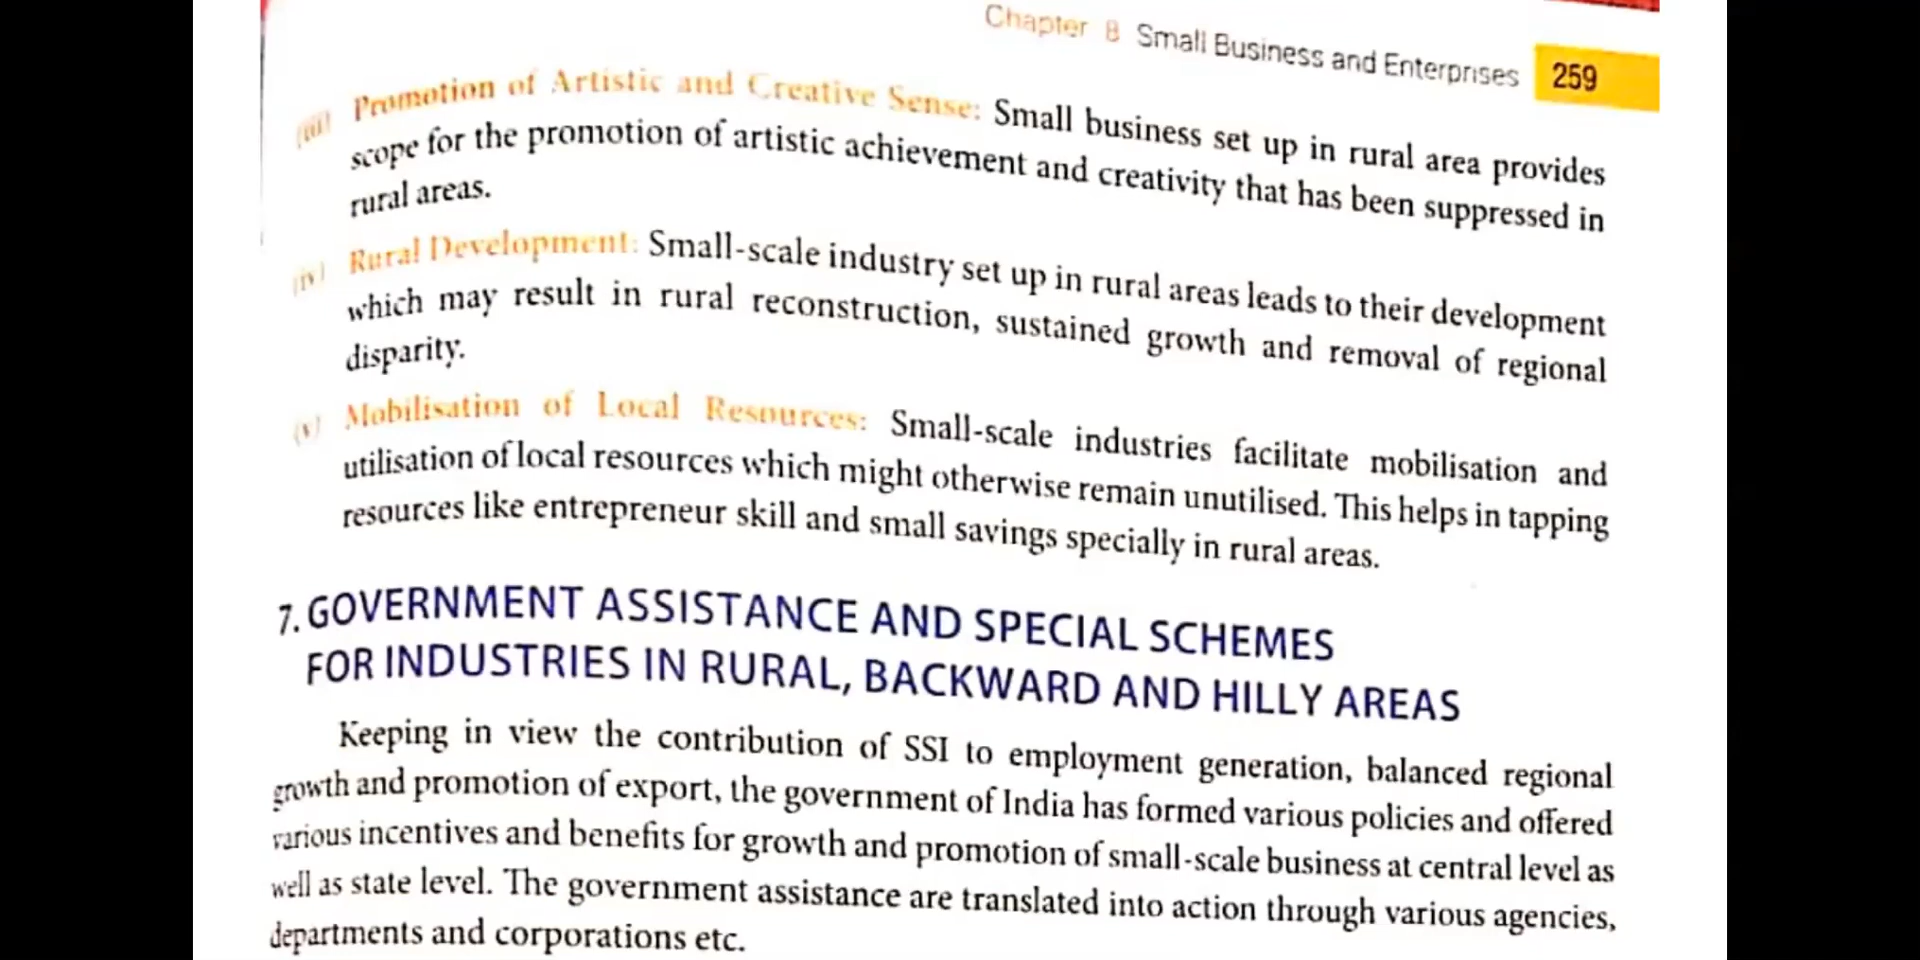 Chapter 8 Small Business and Enterprises 259
(iii) Promotion of Artistic and Creative Sense: Small business set up in rural area provides
scope for the promotion of artistic achievement and creativity that has been suppressed in
rural areas.
(iv) Rural Development: Small-scale industry set up in rural areas leads to their development
which may result in rural reconstruction, sustained growth and removal of regional
disparity.
(v) Mobilisation of Local Resources: Small-scale industries facilitate mobilisation and
utilisation of local resources which might otherwise remain unutilised. This helps in tapping
resources like entrepreneur skill and small savings specially in rural areas.
7. GOVERNMENT ASSISTANCE AND SPECIAL SCHEMES
FOR INDUSTRIES IN RURAL, BACKWARD AND HILLY AREAS
Keeping in view the contribution of SSI to employment generation, balanced regional
growth and promotion of export, the government of India has formed various policies and offered
various incentives and benefits for growth and promotion of small-scale business at central level as
well as state level. The government assistance are translated into action through various agencies,
departments and corporations etc.